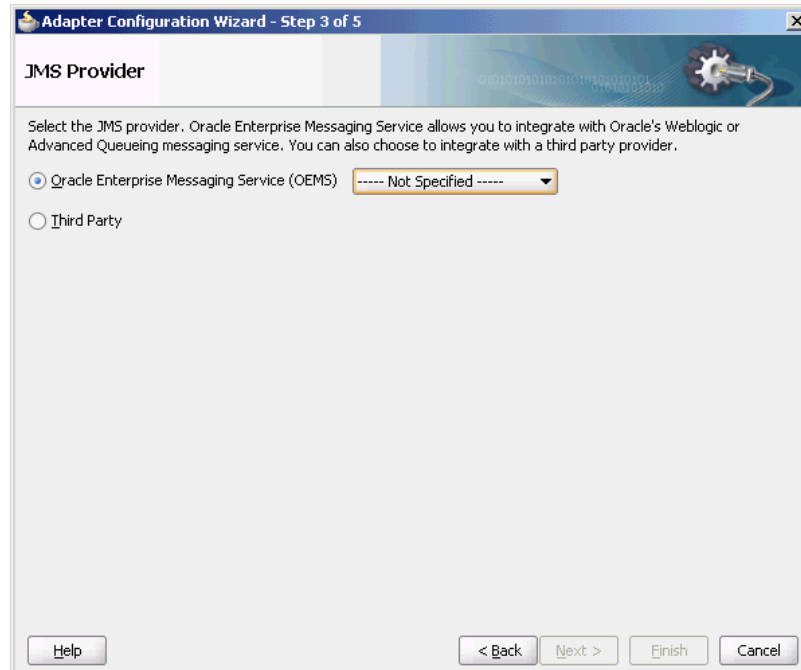 Adapter Configuration Wizard - Step 3 of 5
JMS Provider
Select the JMS provider. Oracle Enterprise Messaging Service allows you to integrate with Oracle's Weblogic or
Advanced Queueing messaging service. You can also choose to integrate with a third party provider.
Oracle Enterprise Messaging Service (OEMS)
----- Not Specified -----
Third Party
Help
< Back
Next >
Finish
Cancel